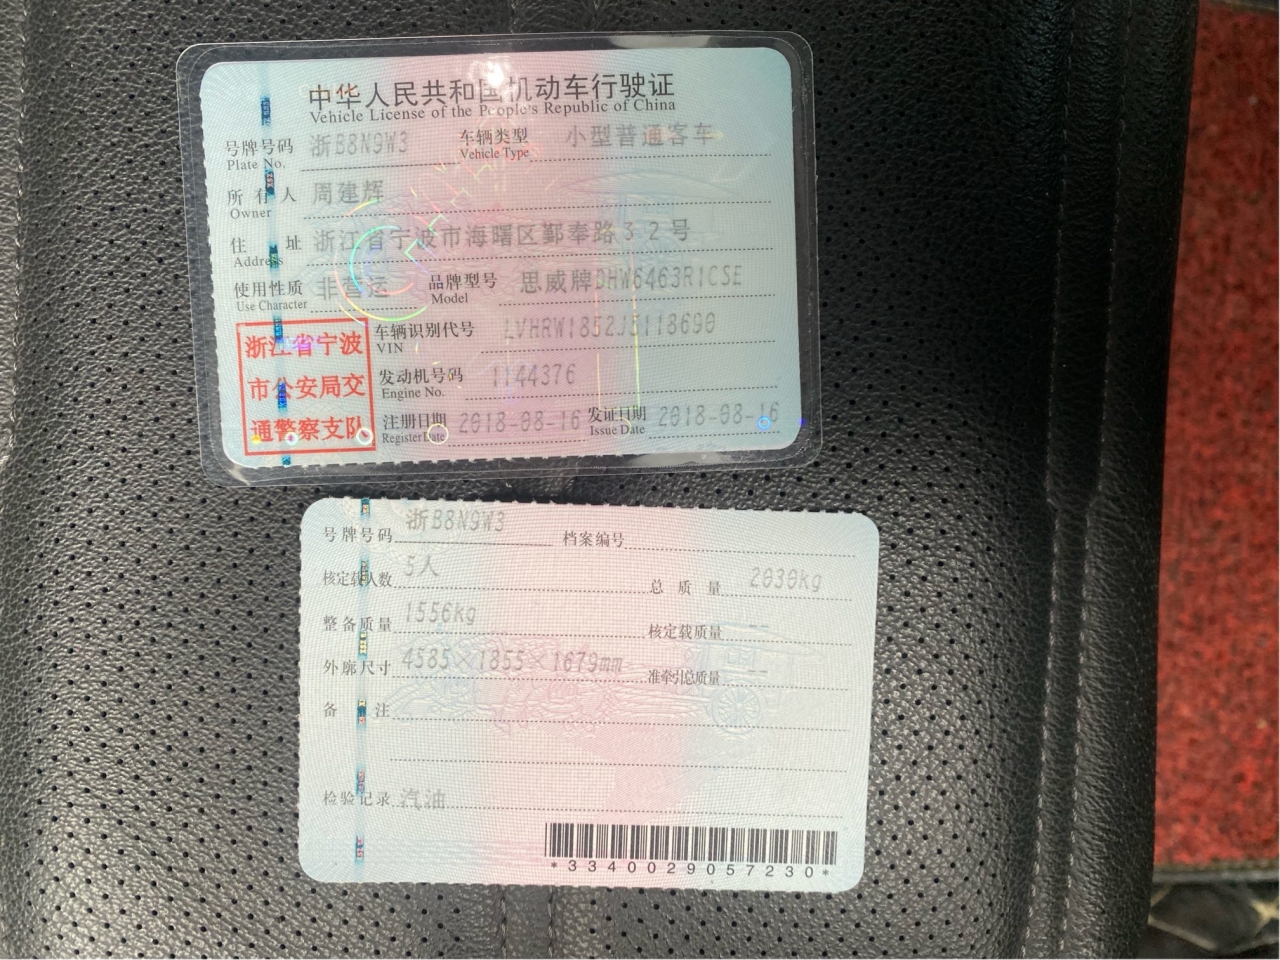 中华人民共和国机动车行驶证
Vehicle License of the People's Republic of China
号牌号码 浙B8N9W3 车辆类型 小型普通客车
Plate No. Vehicle Type
所有人 周建辉
Owner
住址 浙江省宁波市海曙区鄞奉路32号
Address
使用性质 非营运 品牌型号 思威牌DHW6463R1CSE
Use Character Model
浙江省宁波
市公安局交
通警察支队
车辆识别代号 LVHRW1852J5118690
VIN
发动机号码 1144376
Engine No.
注册日期 2018-08-16 发证日期 2018-08-16
Register Date Issue Date
号牌号码 浙B8N9W3 档案编号
核定载人数 5人 总质量 2030kg
整备质量 1556kg 核定载质量 --
外廓尺寸 4585×1855×1679mm 准牵引总质量 --
备注
检验记录 汽油
*3340029057230*